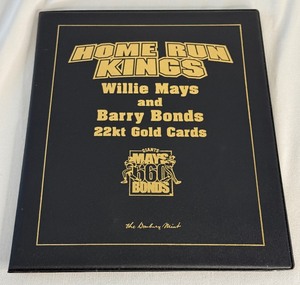 HOME RUN
KINGS
Willie Mays
and
Barry Bonds
22kt Gold Cards
GIANTS
MAYS
660
BONDS
the Danbury Mint